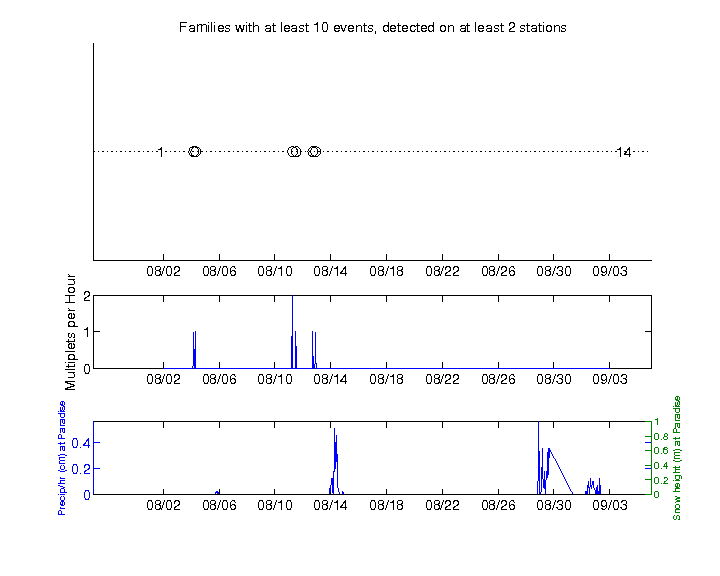 Families with at least 10 events, detected on at least 2 stations
1 14
08/02 08/06 08/10 08/14 08/18 08/22 08/26 08/30 09/03
Multiplets per Hour
2
1
0
08/02 08/06 08/10 08/14 08/18 08/22 08/26 08/30 09/03
Precip/hr (cm) at Paradise
0.4
0.2
0
1
0.8
0.6
0.4
0.2
0
Snow height (m) at Paradise
08/02 08/06 08/10 08/14 08/18 08/22 08/26 08/30 09/03